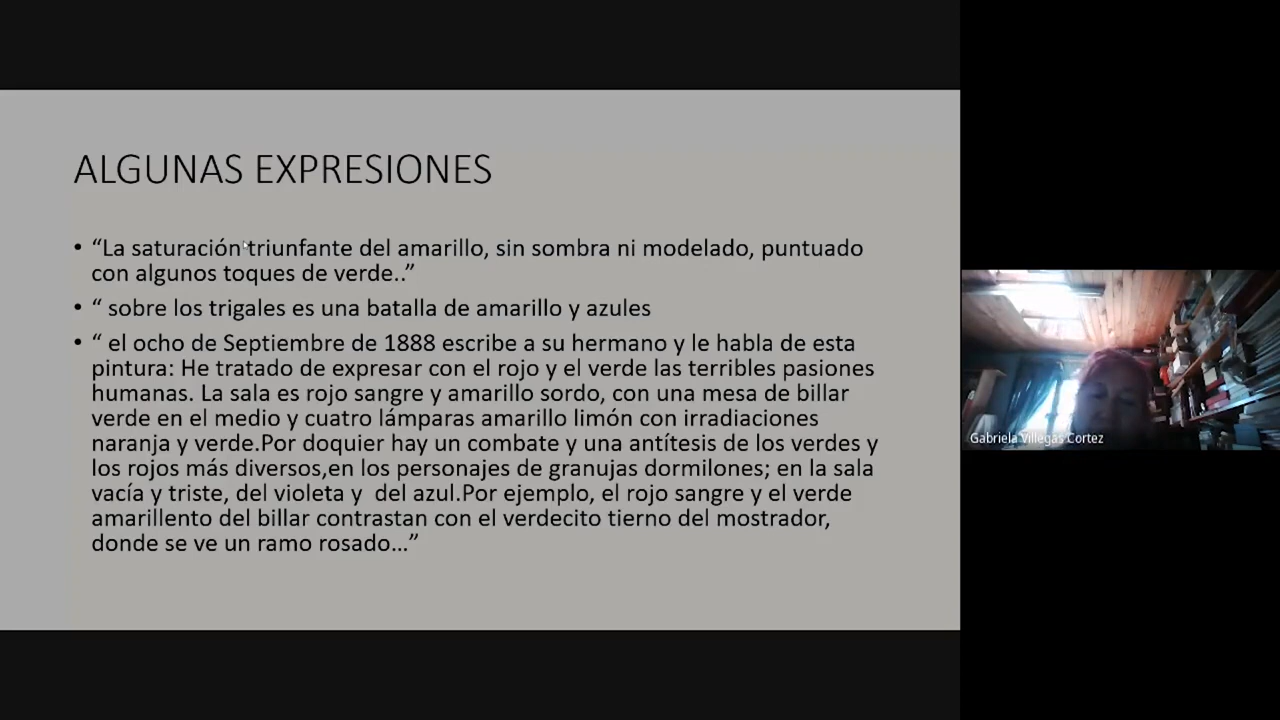 ALGUNAS EXPRESIONES
• “La saturación triunfante del amarillo, sin sombra ni modelado, puntuado
con algunos toques de verde..”
• “ sobre los trigales es una batalla de amarillo y azules
• “ el ocho de Septiembre de 1888 escribe a su hermano y le habla de esta
pintura: He tratado de expresar con el rojo y el verde las terribles pasiones
humanas. La sala es rojo sangre y amarillo sordo, con una mesa de billar
verde en el medio y cuatro lámparas amarillo limón con irradiaciones
naranja y verde.Por doquier hay un combate y una antítesis de los verdes y
los rojos más diversos,en los personajes de granujas dormilones; en la sala
vacía y triste, del violeta y  del azul.Por ejemplo, el rojo sangre y el verde
amarillento del billar contrastan con el verdecito tierno del mostrador,
donde se ve un ramo rosado...”
Gabriela Villegas Cortez